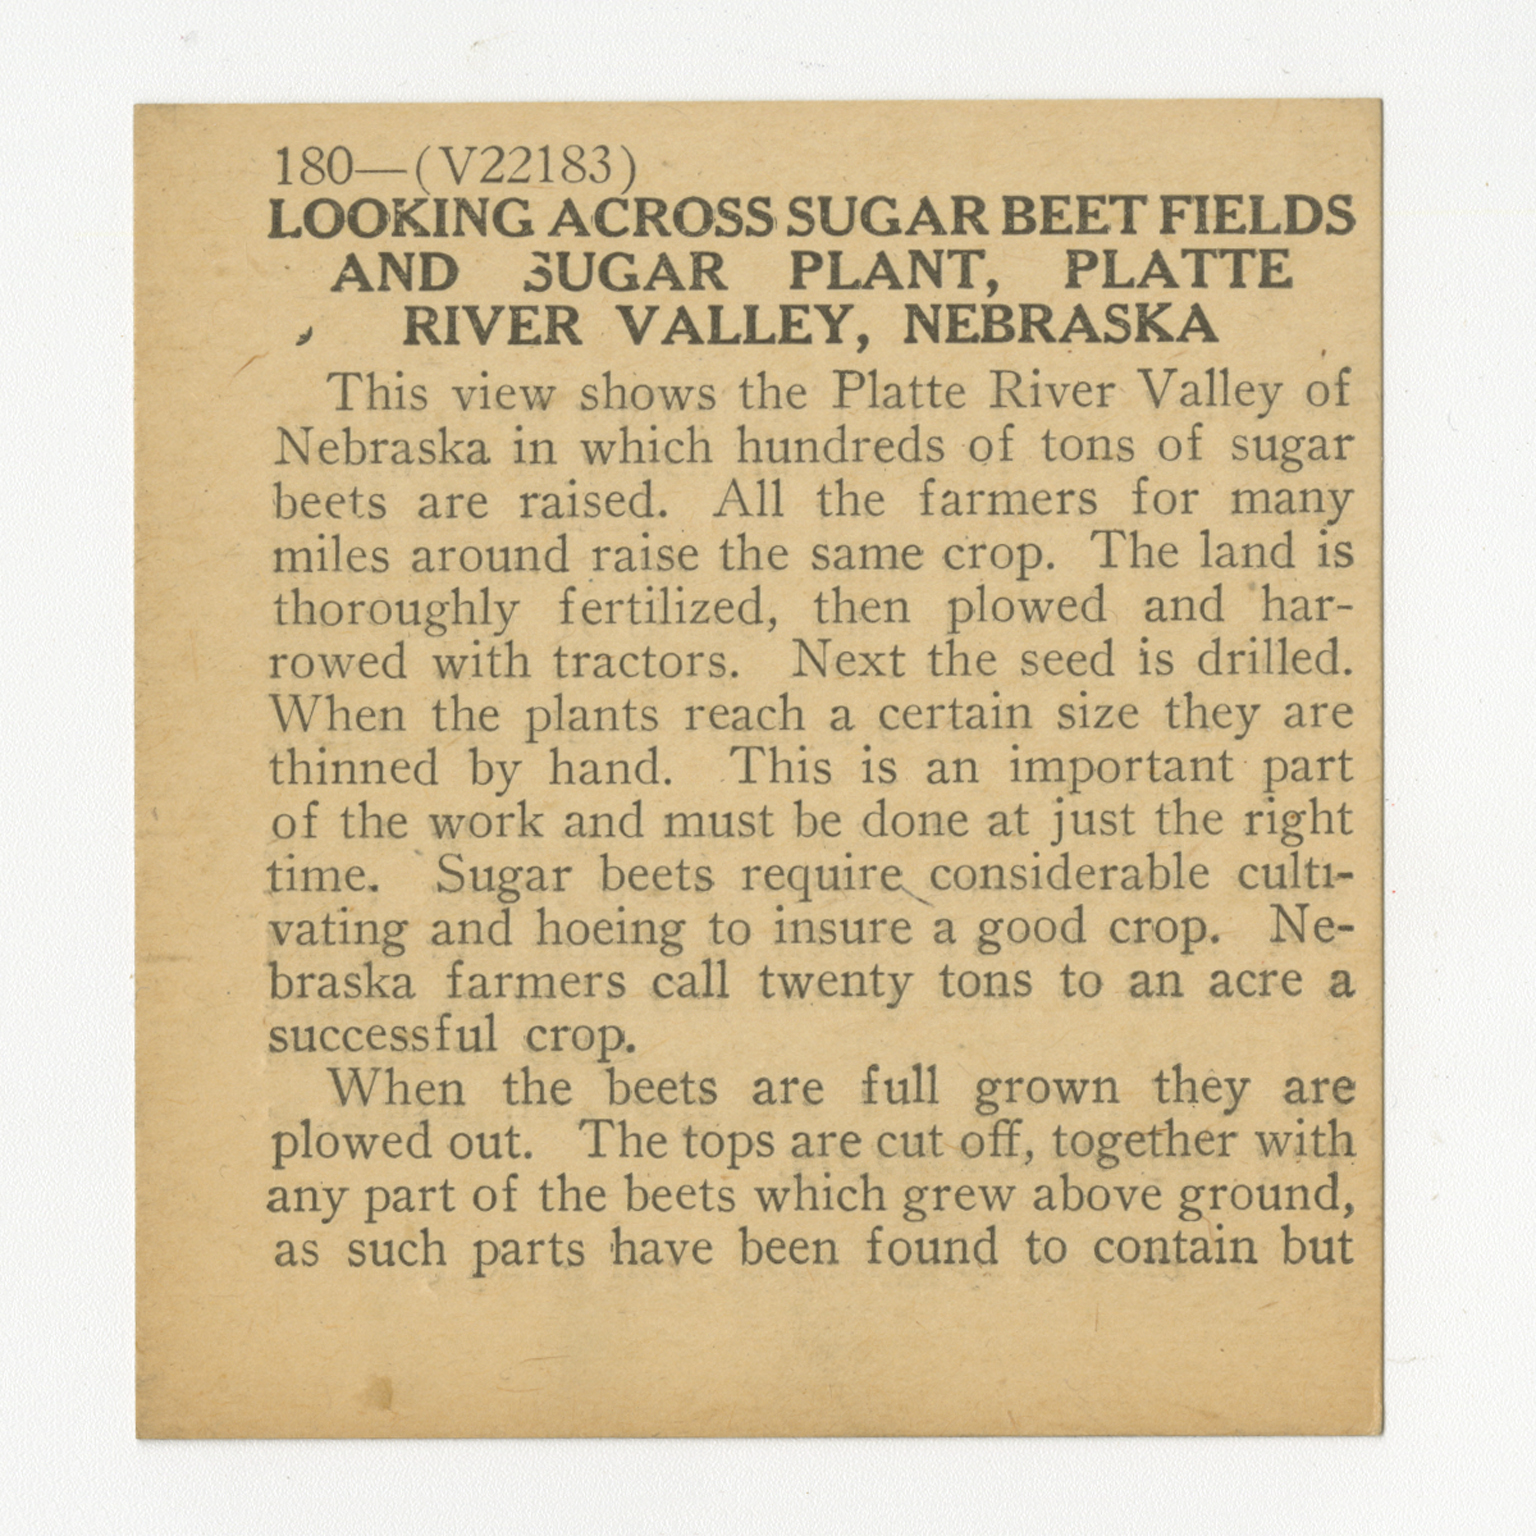 180—(V22183)
LOOKING ACROSS SUGAR BEET FIELDS
AND SUGAR PLANT, PLATTE
RIVER VALLEY, NEBRASKA
This view shows the Platte River Valley of
Nebraska in which hundreds of tons of sugar
beets are raised. All the farmers for many
miles around raise the same crop. The land is
thoroughly fertilized, then plowed and har-
rowed with tractors. Next the seed is drilled.
When the plants reach a certain size they are
thinned by hand. This is an important part
of the work and must be done at just the right
time. Sugar beets require considerable culti-
vating and hoeing to insure a good crop. Ne-
braska farmers call twenty tons to an acre a
successful crop.
When the beets are full grown they are
plowed out. The tops are cut off, together with
any part of the beets which grew above ground,
as such parts have been found to contain but